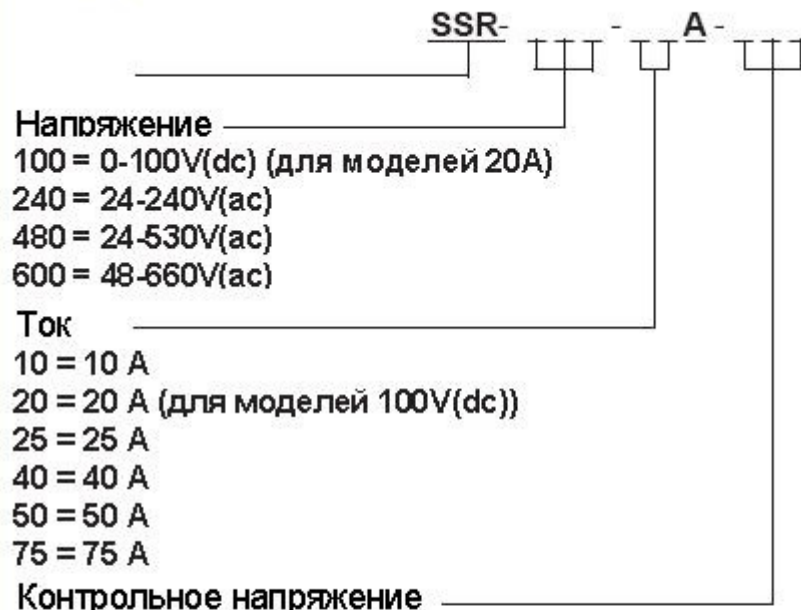 SSR- _ _ _ - _ _ A - _ _ _
Напряжение
100 = 0-100V(dc) (для моделей 20A)
240 = 24-240V(ac)
480 = 24-530V(ac)
600 = 48-660V(ac)
Ток
10 = 10 A
20 = 20 A (для моделей 100V(dc))
25 = 25 A
40 = 40 A
50 = 50 A
75 = 75 A
Контрольное напряжение